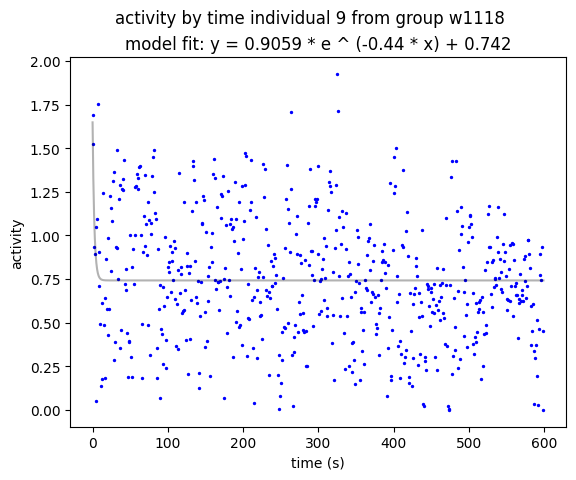 activity by time individual 9 from group w1118
model fit: y = 0.9059 * e ^ (-0.44 * x) + 0.742
2.00
1.75
1.50
1.25
1.00
0.75
0.50
0.25
0.00
activity
0 100 200 300 400 500 600
time (s)